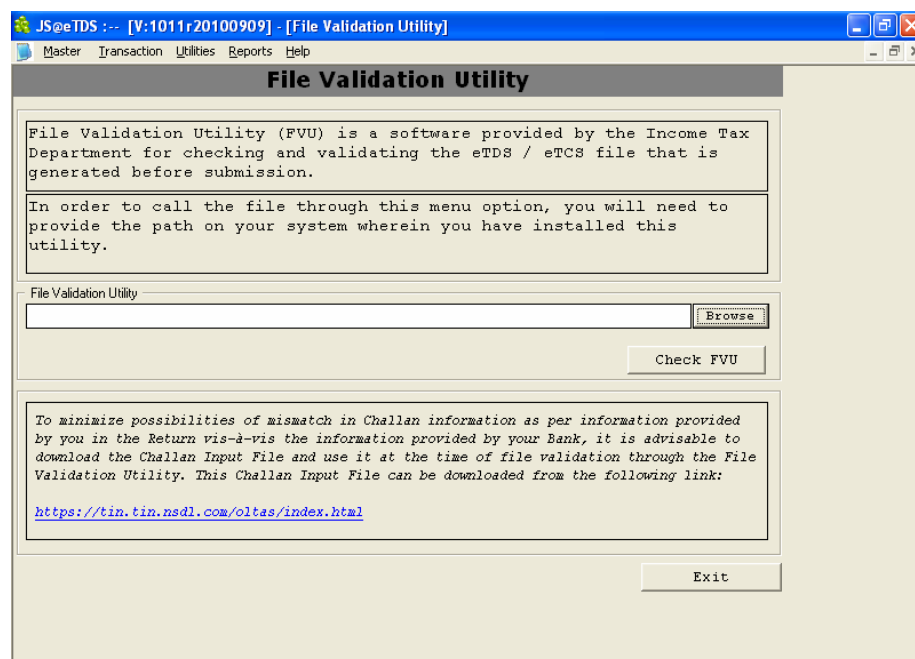 JS@eTDS :-- [V:1011r20100909] - [File Validation Utility]
Master Transaction Utilities Reports Help
File Validation Utility
File Validation Utility (FVU) is a software provided by the Income Tax
Department for checking and validating the eTDS / eTCS file that is
generated before submission.
In order to call the file through this menu option, you will need to
provide the path on your system wherein you have installed this
utility.
File Validation Utility
Browse
Check FVU
To minimize possibilities of mismatch in Challan information as per information provided
by you in the Return vis-à-vis the information provided by your Bank, it is advisable to
download the Challan Input File and use it at the time of file validation through the File
Validation Utility. This Challan Input File can be downloaded from the following link:
https://tin.tin.nsdl.com/oltas/index.html
Exit